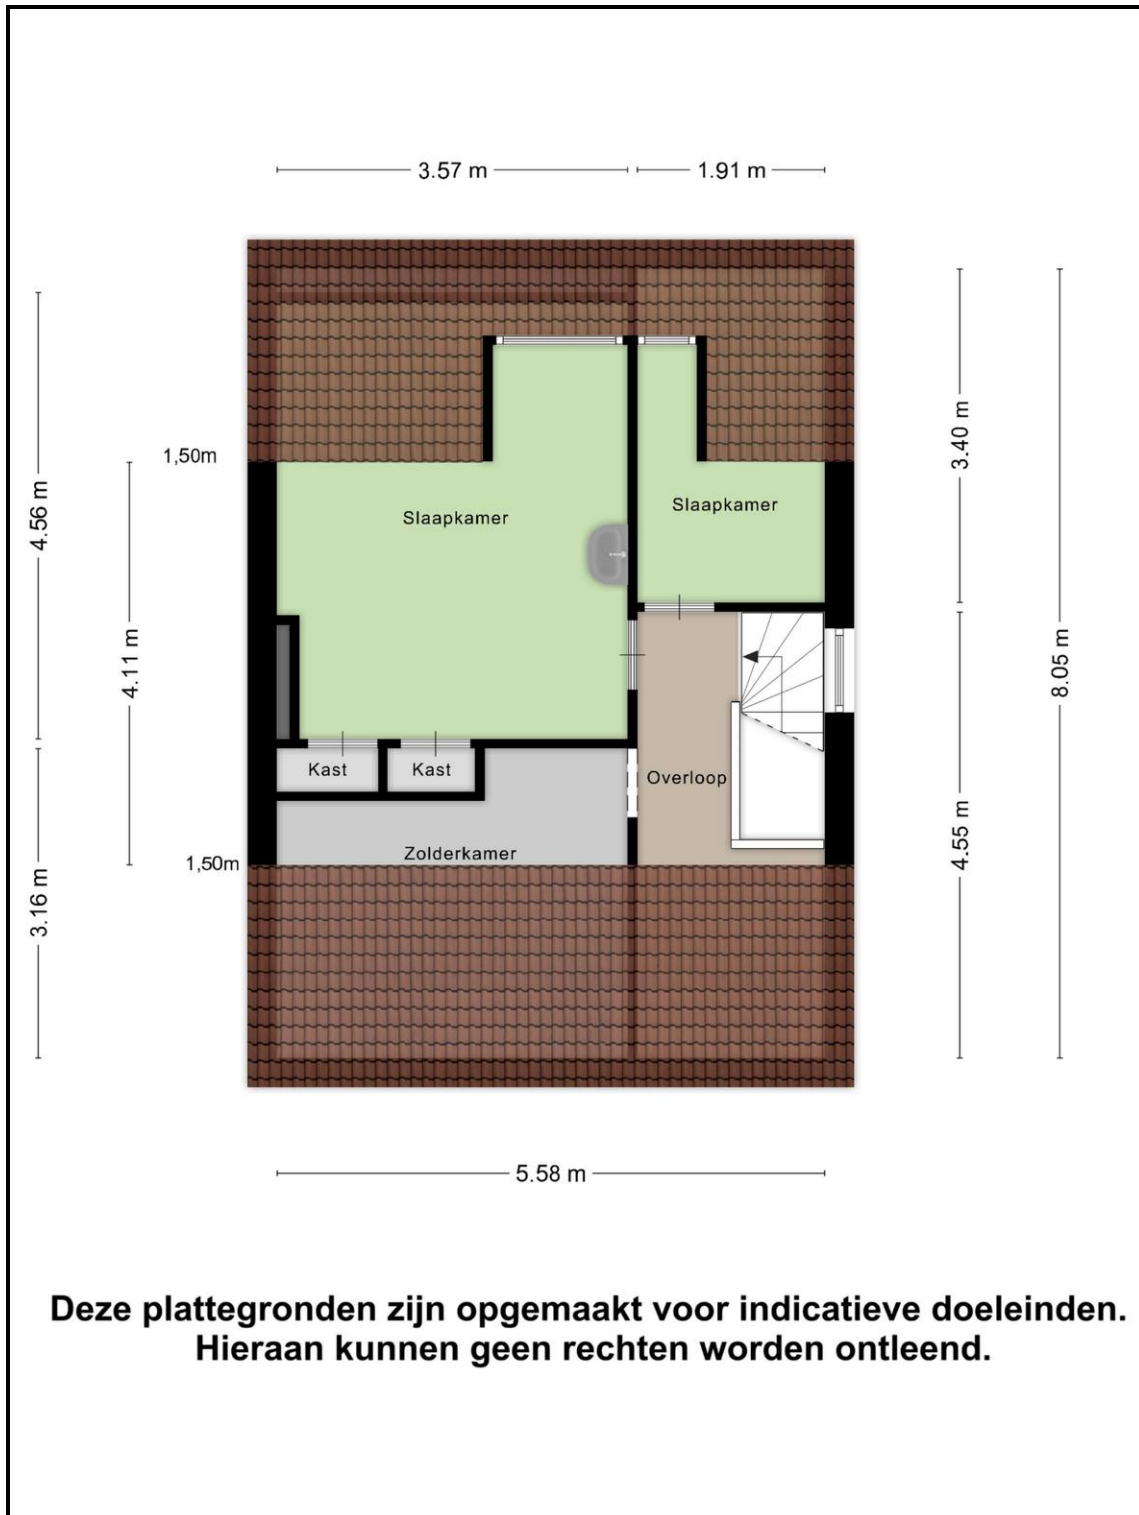 3.57 m
1.91 m
1,50m
3.40 m
4.56 m
Slaapkamer
Slaapkamer
4.11 m
8.05 m
Kast
Kast
Overloop
4.55 m
Zolderkamer
1,50m
3.16 m
5.58 m
Deze plattegronden zijn opgemaakt voor indicatieve doeleinden.
Hieraan kunnen geen rechten worden ontleend.